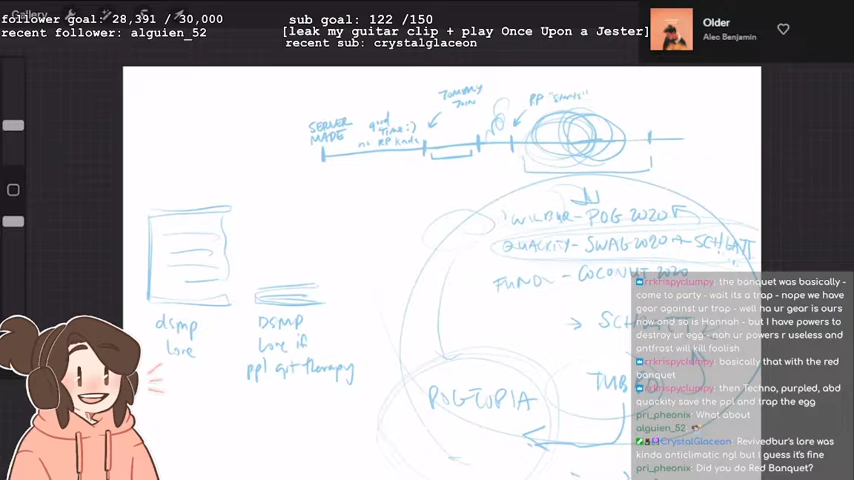 Gallery
follower goal: 28,391 / 30,000
recent follower: alguien_52
sub goal: 122 /150
[leak my guitar clip + play Once Upon a Jester]
recent sub: crystalglaceon
Older
Alec Benjamin
SERVER MADE
good time :)
no RP kinda
TOMMY JOIN
RP "starts"
WILBUR - POG 2020
QUACKITY - SWAG 2020 + SCHLATT
FUNDY - COCONUT 2020
POGTOPIA
dsmp
lore
DSMP
lore if
ppl got therapy
rrkrispyclumpy: the banquet was basically -
come to party - wait its a trap - nope we have
gear against ur trap - well ha ur gear is ours
now and so is Hannah - but I have powers to
destroy ur egg - nah ur powers r useless and
antfrost will kill foolish
rrkrispyclumpy: basically that with the red
banquet
rrkrispyclumpy: then Techno, purpled, abd
quackity save the ppl and trap the egg
pri_pheonix: What about
alguien_52:
CrystalGlaceon: Revivedbur's lore was
kinda anticlimatic ngl but I guess it's fine
pri_pheonix: Did you do Red Banquet?